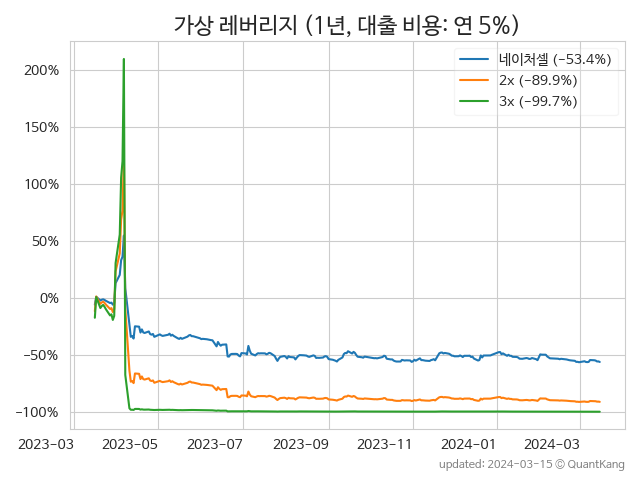 가상 레버리지 (1년, 대출 비용: 연 5%)
네이처셀 (-53.4%)
2x (-89.9%)
3x (-99.7%)
200%
150%
100%
50%
0%
-50%
-100%
2023-03 2023-05 2023-07 2023-09 2023-11 2024-01 2024-03
updated: 2024-03-15 © QuantKang